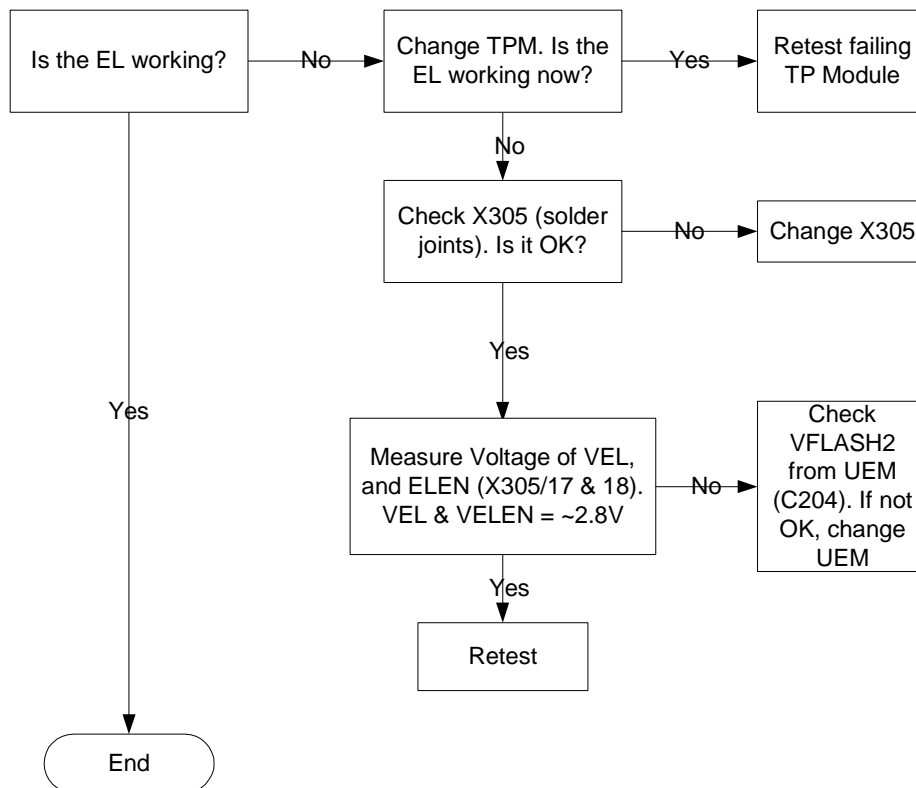 Is the EL working?
No
Change TPM. Is the
EL working now?
Yes
Retest failing
TP Module
No
Check X305 (solder
joints). Is it OK?
No
Change X305
Yes
Yes
Measure Voltage of VEL,
and ELEN (X305/17 & 18).
VEL & VELEN = ~2.8V
No
Check
VFLASH2
from UEM
(C204). If not
OK, change
UEM
Yes
Retest
End